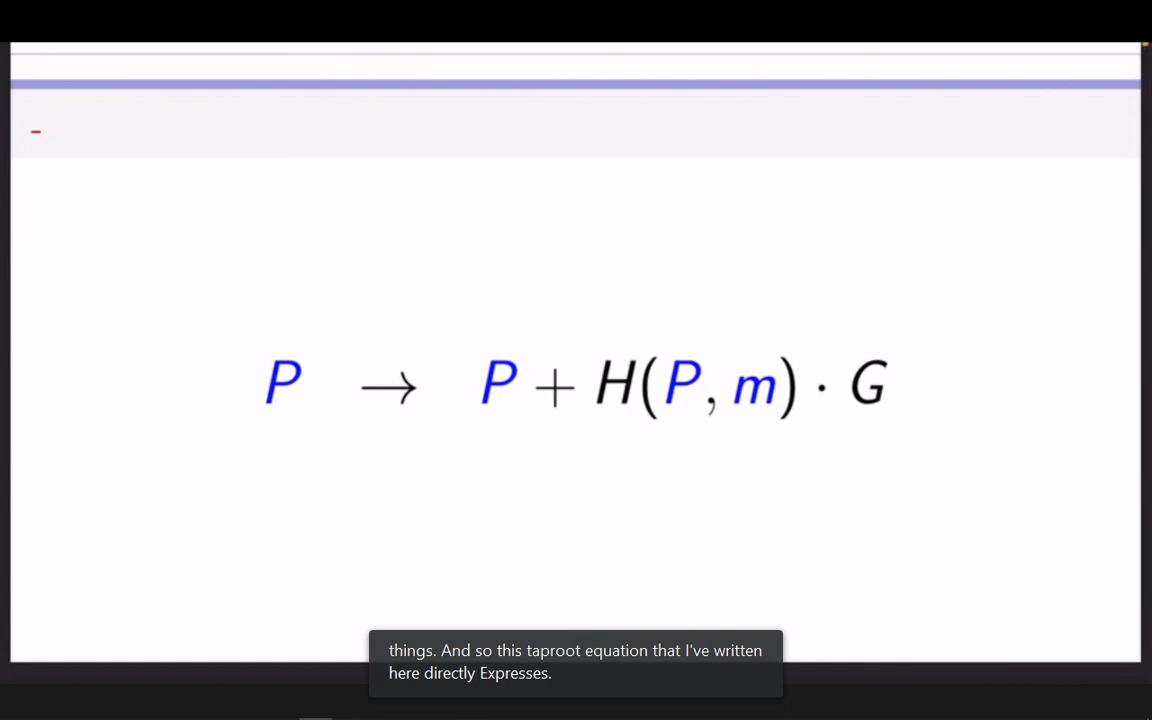 -
P → P + H(P, m) · G
things. And so this taproot equation that I've written
here directly Expresses.